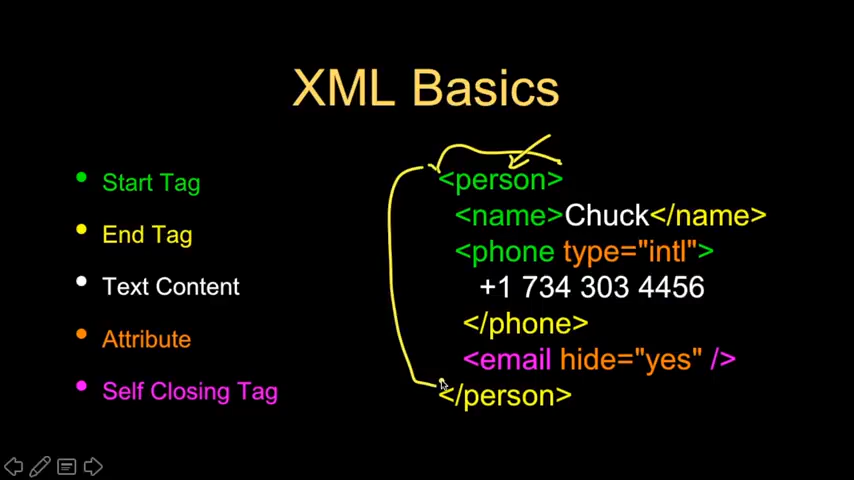 XML Basics
• Start Tag
• End Tag
• Text Content
• Attribute
• Self Closing Tag
<person>
<name>Chuck</name>
<phone type="intl">
+1 734 303 4456
</phone>
<email hide="yes" />
</person>